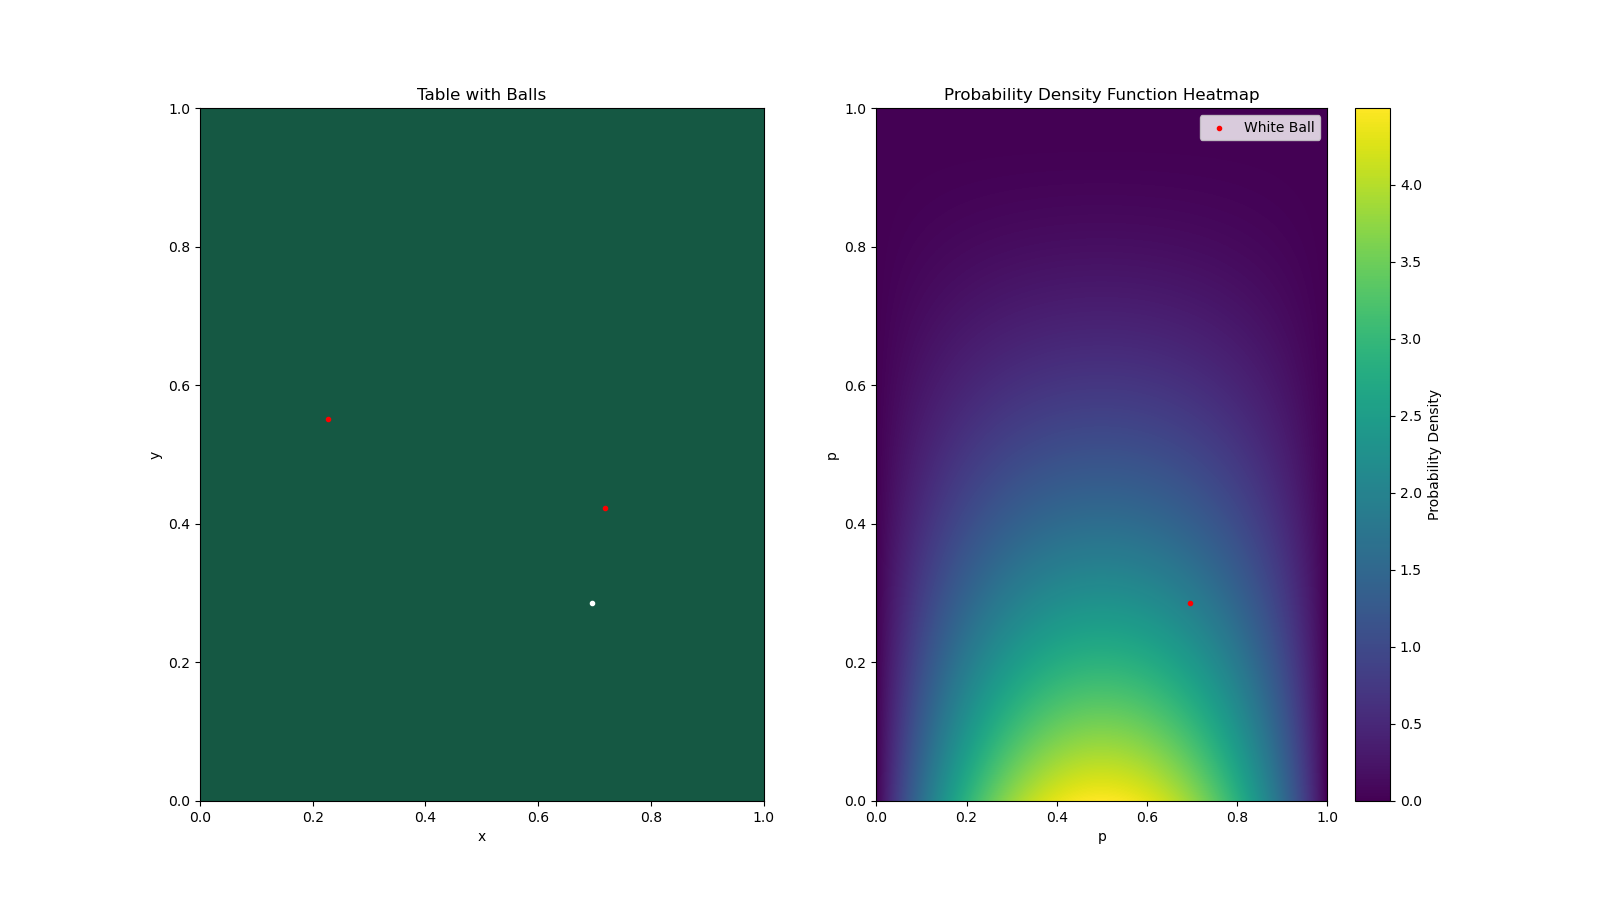 Table with Balls
1.0
0.8
0.6
0.4
0.2
0.0
y
0.0 0.2 0.4 0.6 0.8 1.0
x
Probability Density Function Heatmap
White Ball
1.0
0.8
0.6
0.4
0.2
0.0
p
0.0 0.2 0.4 0.6 0.8 1.0
p
4.0
3.5
3.0
2.5
2.0
1.5
1.0
0.5
0.0
Probability Density